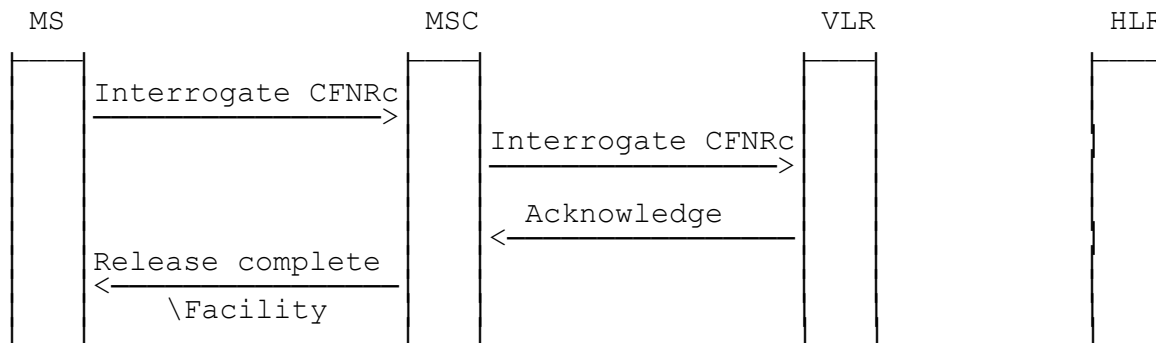 MS MSC VLR HLR
Interrogate CFNRc
Interrogate CFNRc
Acknowledge
Release complete
\Facility